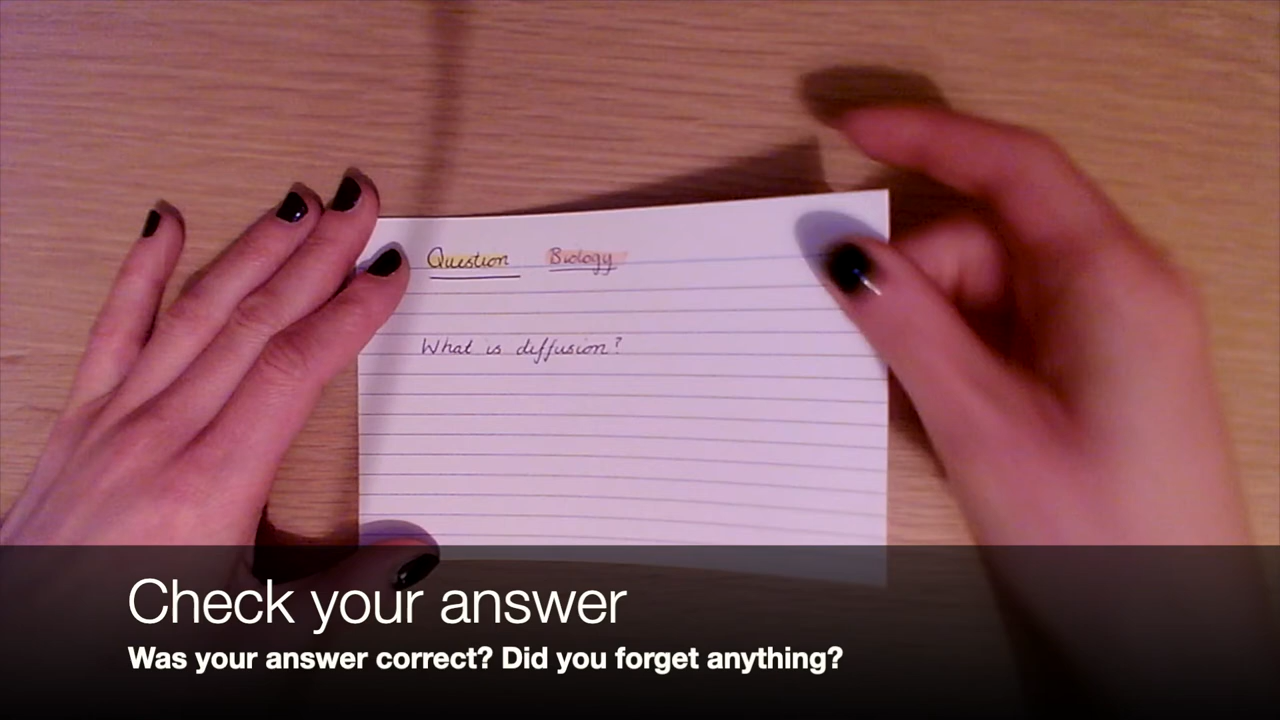 Question Biology
What is diffusion?
Check your answer
Was your answer correct? Did you forget anything?